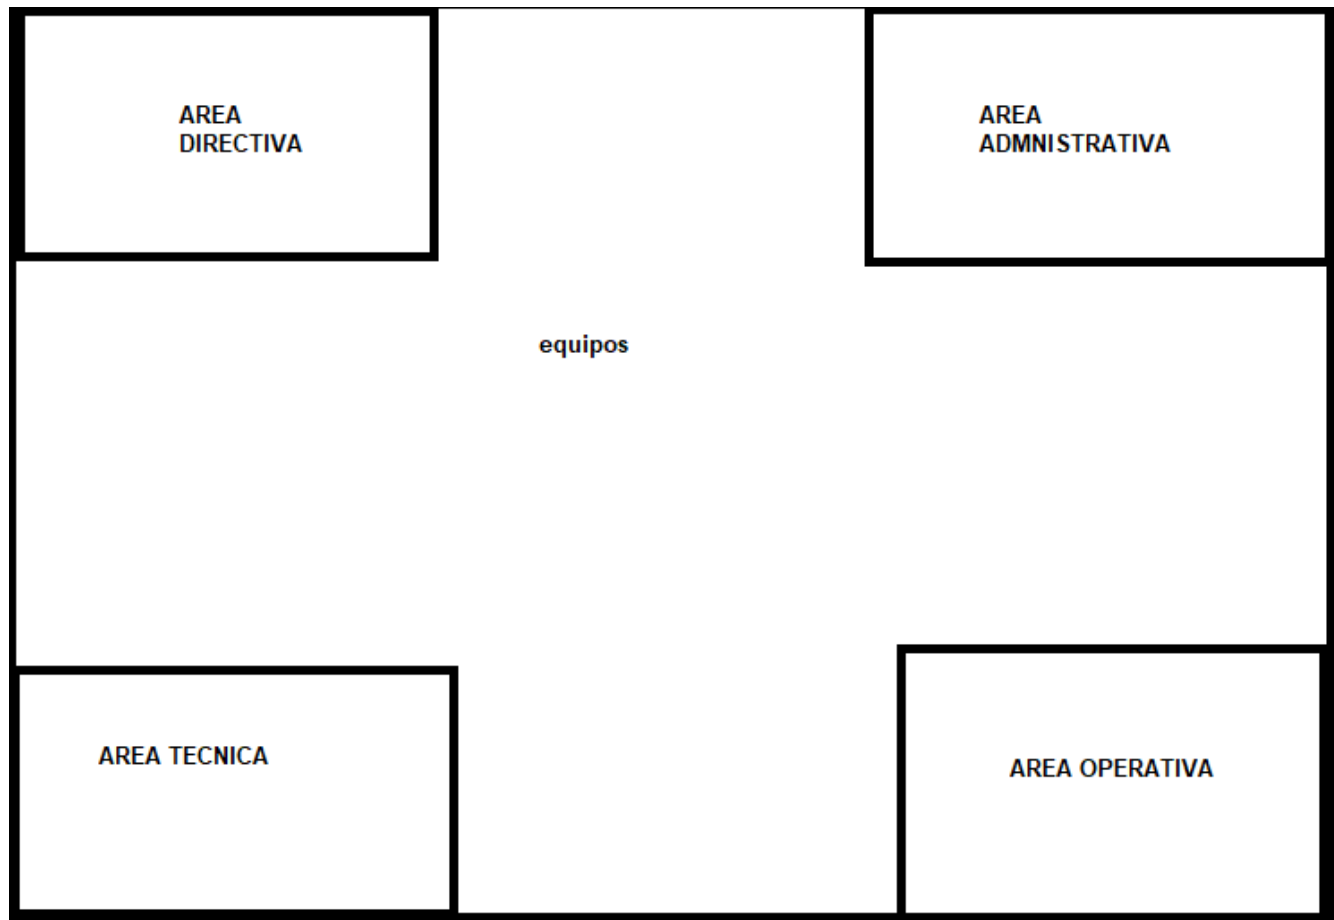 AREA
DIRECTIVA
AREA
ADMNISTRATIVA
equipos
AREA TECNICA
AREA OPERATIVA